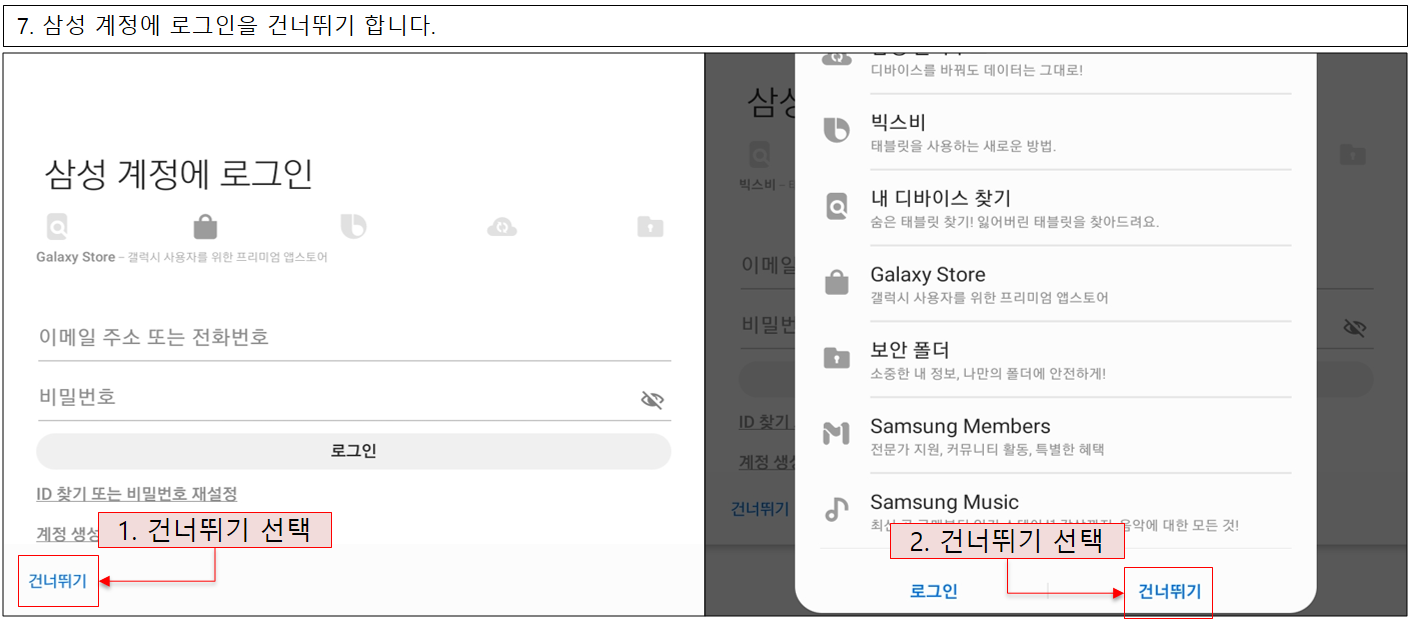 7. 삼성 계정에 로그인을 건너뛰기 합니다.
삼성 계정에 로그인
Galaxy Store – 갤럭시 사용자를 위한 프리미엄 앱스토어
이메일 주소 또는 전화번호
비밀번호
로그인
ID 찾기 또는 비밀번호 재설정
계정 생성
1. 건너뛰기 선택
건너뛰기
삼성
빅스비 –
이메일
비밀번
ID 찾기
계정 생성
건너뛰기
디바이스를 바꿔도 데이터는 그대로!
빅스비
태블릿을 사용하는 새로운 방법.
내 디바이스 찾기
숨은 태블릿 찾기! 잃어버린 태블릿을 찾아드려요.
Galaxy Store
갤럭시 사용자를 위한 프리미엄 앱스토어
보안 폴더
소중한 내 정보, 나만의 폴더에 안전하게!
Samsung Members
전문가 지원, 커뮤니티 활동, 특별한 혜택
Samsung Music
음악에 대한 모든 것!
2. 건너뛰기 선택
로그인
건너뛰기